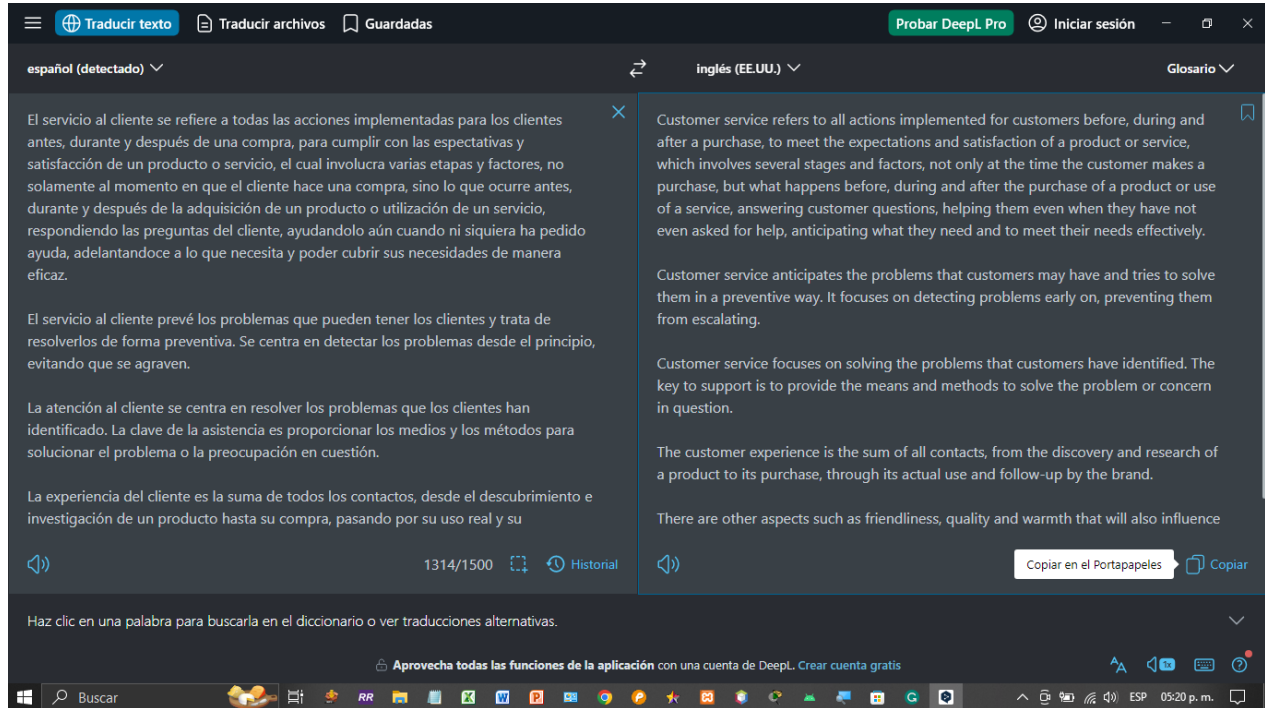 Traducir texto
Traducir archivos
Guardadas
Probar DeepL Pro
Iniciar sesión
español (detectado)
inglés (EE.UU.)
Glosario
El servicio al cliente se refiere a todas las acciones implementadas para los clientes
antes, durante y después de una compra, para cumplir con las espectativas y
satisfacción de un producto o servicio, el cual involucra varias etapas y factores, no
solamente al momento en que el cliente hace una compra, sino lo que ocurre antes,
durante y después de la adquisición de un producto o utilización de un servicio,
respondiendo las preguntas del cliente, ayudandolo aún cuando ni siquiera ha pedido
ayuda, adelantandoce a lo que necesita y poder cubrir sus necesidades de manera
eficaz.
El servicio al cliente prevé los problemas que pueden tener los clientes y trata de
resolverlos de forma preventiva. Se centra en detectar los problemas desde el principio,
evitando que se agraven.
La atención al cliente se centra en resolver los problemas que los clientes han
identificado. La clave de la asistencia es proporcionar los medios y los métodos para
solucionar el problema o la preocupación en cuestión.
La experiencia del cliente es la suma de todos los contactos, desde el descubrimiento e
investigación de un producto hasta su compra, pasando por su uso real y su
1314/1500
Historial
Customer service refers to all actions implemented for customers before, during and
after a purchase, to meet the expectations and satisfaction of a product or service,
which involves several stages and factors, not only at the time the customer makes a
purchase, but what happens before, during and after the purchase of a product or use
of a service, answering customer questions, helping them even when they have not
even asked for help, anticipating what they need and to meet their needs effectively.
Customer service anticipates the problems that customers may have and tries to solve
them in a preventive way. It focuses on detecting problems early on, preventing them
from escalating.
Customer service focuses on solving the problems that customers have identified. The
key to support is to provide the means and methods to solve the problem or concern
in question.
The customer experience is the sum of all contacts, from the discovery and research of
a product to its purchase, through its actual use and follow-up by the brand.
There are other aspects such as friendliness, quality and warmth that will also influence
Copiar en el Portapapeles
Copiar
Haz clic en una palabra para buscarla en el diccionario o ver traducciones alternativas.
Aprovecha todas las funciones de la aplicación con una cuenta de DeepL. Crear cuenta gratis
1x
Buscar
RR
ESP
05:20 p. m.